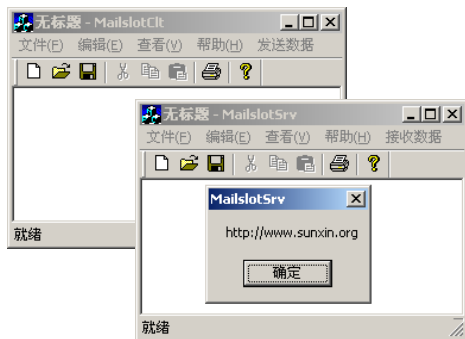 无标题 - MailslotClt
文件(F) 编辑(E) 查看(V) 帮助(H) 发送数据
就绪
无标题 - MailslotSrv
文件(F) 编辑(E) 查看(V) 帮助(H) 接收数据
MailslotSrv
http://www.sunxin.org
确定
就绪